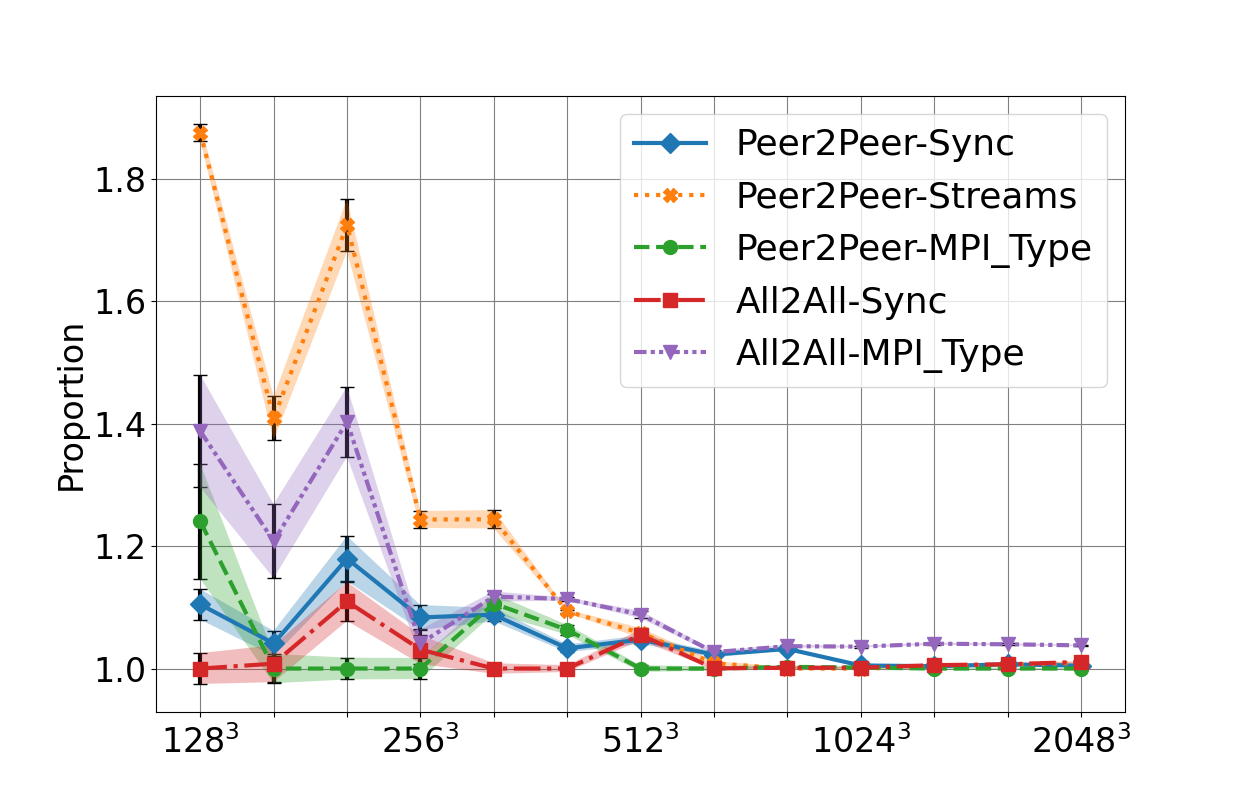 Proportion
1.8
1.6
1.4
1.2
1.0
128³
256³
512³
1024³
2048³
Peer2Peer-Sync
Peer2Peer-Streams
Peer2Peer-MPI_Type
All2All-Sync
All2All-MPI_Type